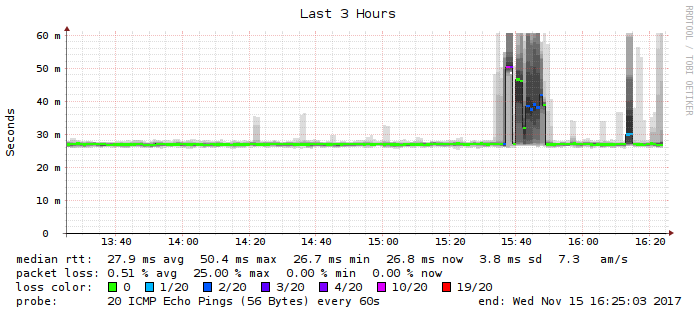 Last 3 Hours
RRDTOOL / TOBI OETIKER
Seconds
60 m
50 m
40 m
30 m
20 m
10 m
0
13:40 14:00 14:20 14:40 15:00 15:20 15:40 16:00 16:20
median rtt: 27.9 ms avg 50.4 ms max 26.7 ms min 26.8 ms now 3.8 ms sd 7.3 am/s
packet loss: 0.51 % avg 25.00 % max 0.00 % min 0.00 % now
loss color: 0 1/20 2/20 3/20 4/20 10/20 19/20
probe: 20 ICMP Echo Pings (56 Bytes) every 60s end: Wed Nov 15 16:25:03 2017